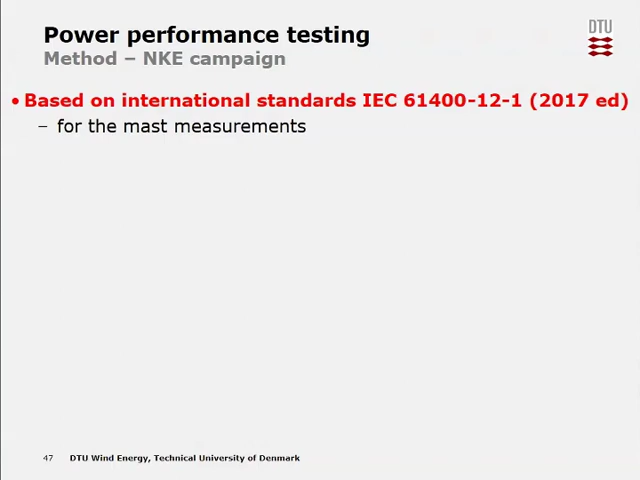 Power performance testing
Method – NKE campaign
DTU
• Based on international standards IEC 61400-12-1 (2017 ed)
– for the mast measurements
47 DTU Wind Energy, Technical University of Denmark